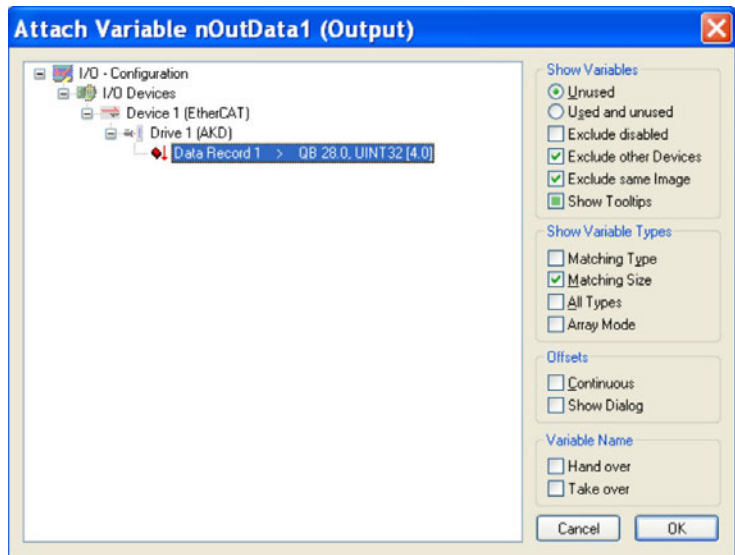 Attach Variable nOutData1 (Output)
I/O - Configuration
I/O Devices
Device 1 (EtherCAT)
Drive 1 (AKD)
Data Record 1 > QB 28.0, UINT32 [4.0]
Show Variables
Unused
Used and unused
Exclude disabled
Exclude other Devices
Exclude same Image
Show Tooltips
Show Variable Types
Matching Type
Matching Size
All Types
Array Mode
Offsets
Continuous
Show Dialog
Variable Name
Hand over
Take over
Cancel OK